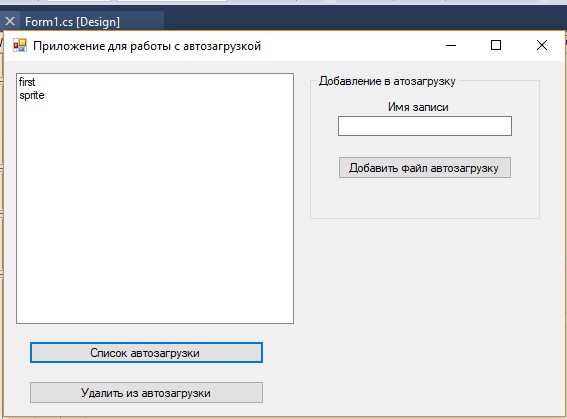 Form1.cs [Design]
Приложение для работы с автозагрузкой
first
sprite
Добавление в атозагрузку
Имя записи
Добавить файл автозагрузку
Список автозагрузки
Удалить из автозагрузки